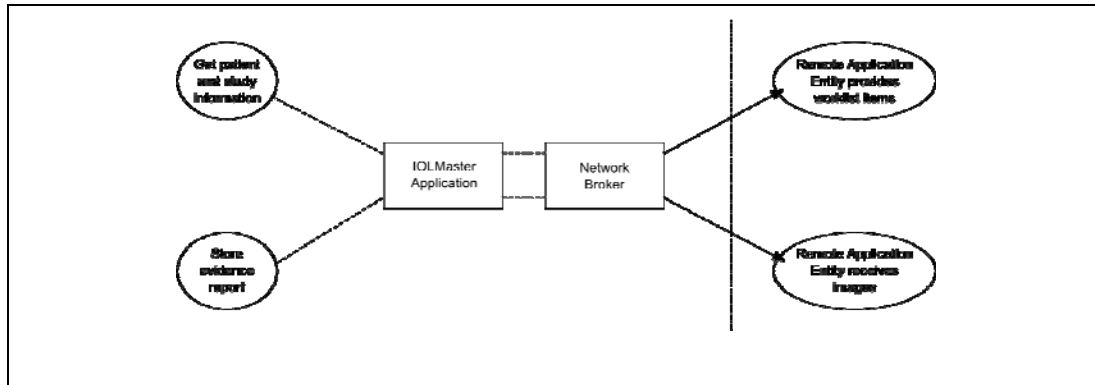 Get patient
and study
information
Remote Application
Entity provides
worklist items
IOLMaster
Application
Network
Broker
Store
evidence
report
Remote Application
Entity receives
images